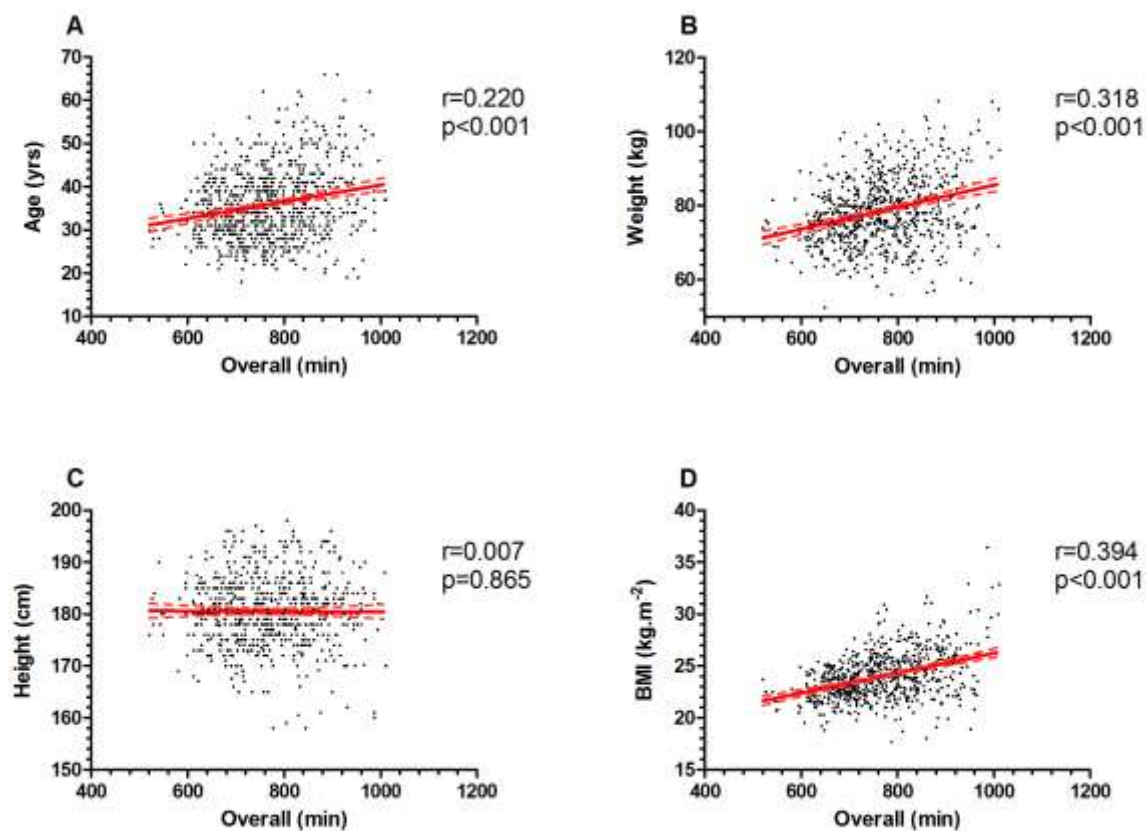 A
70
60
50
40
30
20
10
Age (yrs)
400 600 800 1000 1200
Overall (min)
r=0.220
p<0.001
B
120
100
80
60
Weight (kg)
400 600 800 1000 1200
Overall (min)
r=0.318
p<0.001
C
200
190
180
170
160
150
Height (cm)
400 600 800 1000 1200
Overall (min)
r=0.007
p=0.865
D
40
35
30
25
20
15
BMI (kg.m⁻²)
400 600 800 1000 1200
Overall (min)
r=0.394
p<0.001